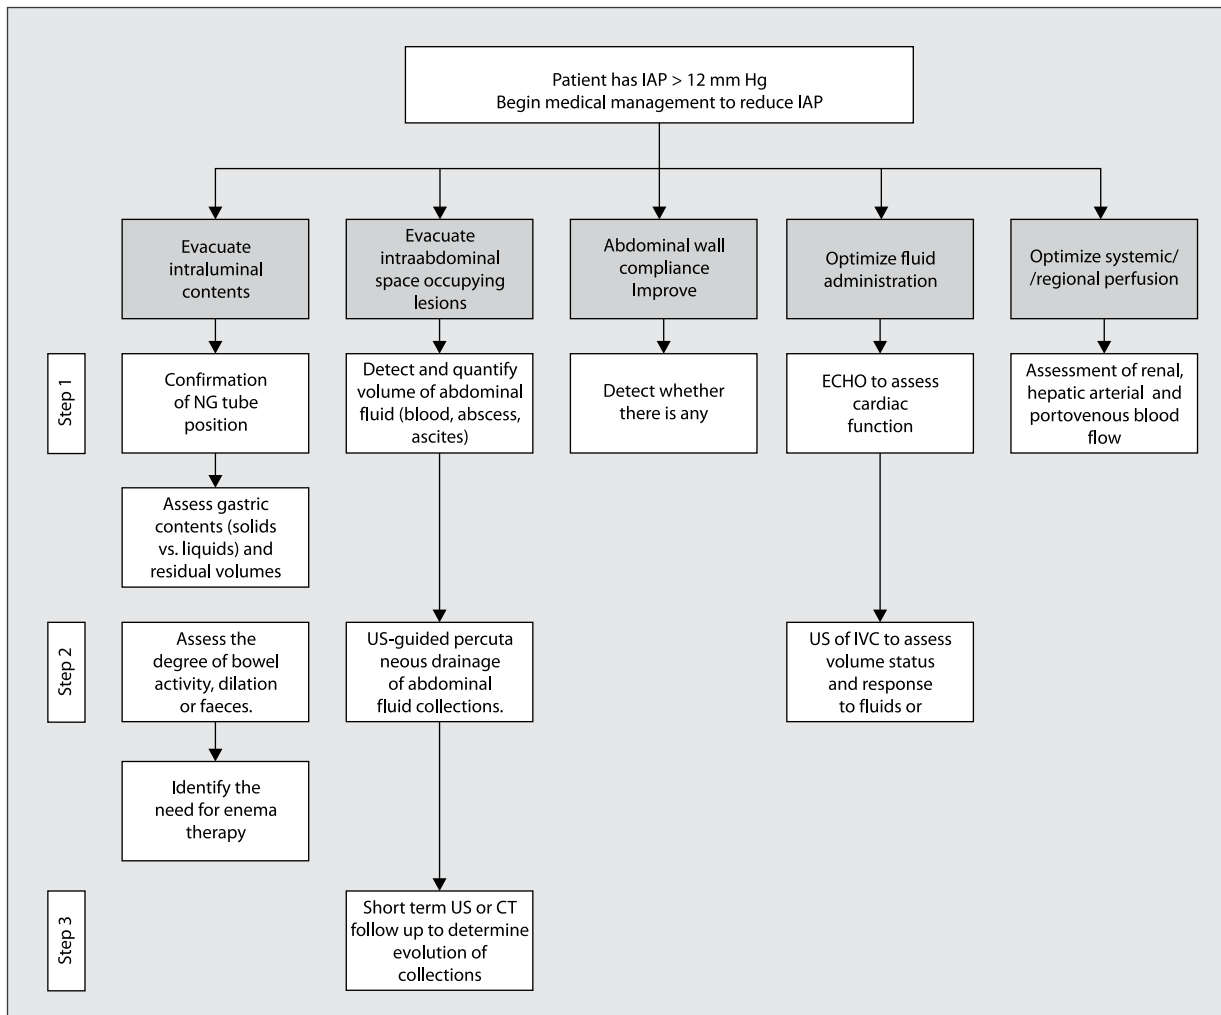 Patient has IAP > 12 mm Hg
Begin medical management to reduce IAP
Evacuate
intraluminal
contents
Evacuate
intraabdominal
space occupying
lesions
Abdominal wall
compliance
Improve
Optimize fluid
administration
Optimize systemic/
/regional perfusion
Step 1
Confirmation
of NG tube
position
Detect and quantify
volume of abdominal
fluid (blood, abscess,
ascites)
Detect whether
there is any
ECHO to assess
cardiac
function
Assessment of renal,
hepatic arterial and
portovenous blood
flow
Assess gastric
contents (solids
vs. liquids) and
residual volumes
Step 2
Assess the
degree of bowel
activity, dilation
or faeces.
US-guided percuta
neous drainage
of abdominal
fluid collections.
US of IVC to assess
volume status
and response
to fluids or
Identify the
need for enema
therapy
Step 3
Short term US or CT
follow up to determine
evolution of
collections